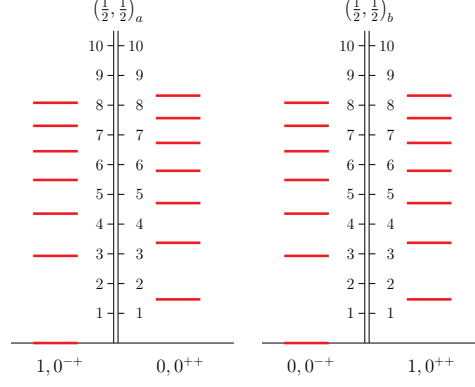 (1/2, 1/2)_a (1/2, 1/2)_b
10 10 10 10
9 9 9 9
8 8 8 8
7 7 7 7
6 6 6 6
5 5 5 5
4 4 4 4
3 3 3 3
2 2 2 2
1 1 1 1
1, 0⁻⁺ 0, 0⁺⁺ 0, 0⁻⁺ 1, 0⁺⁺